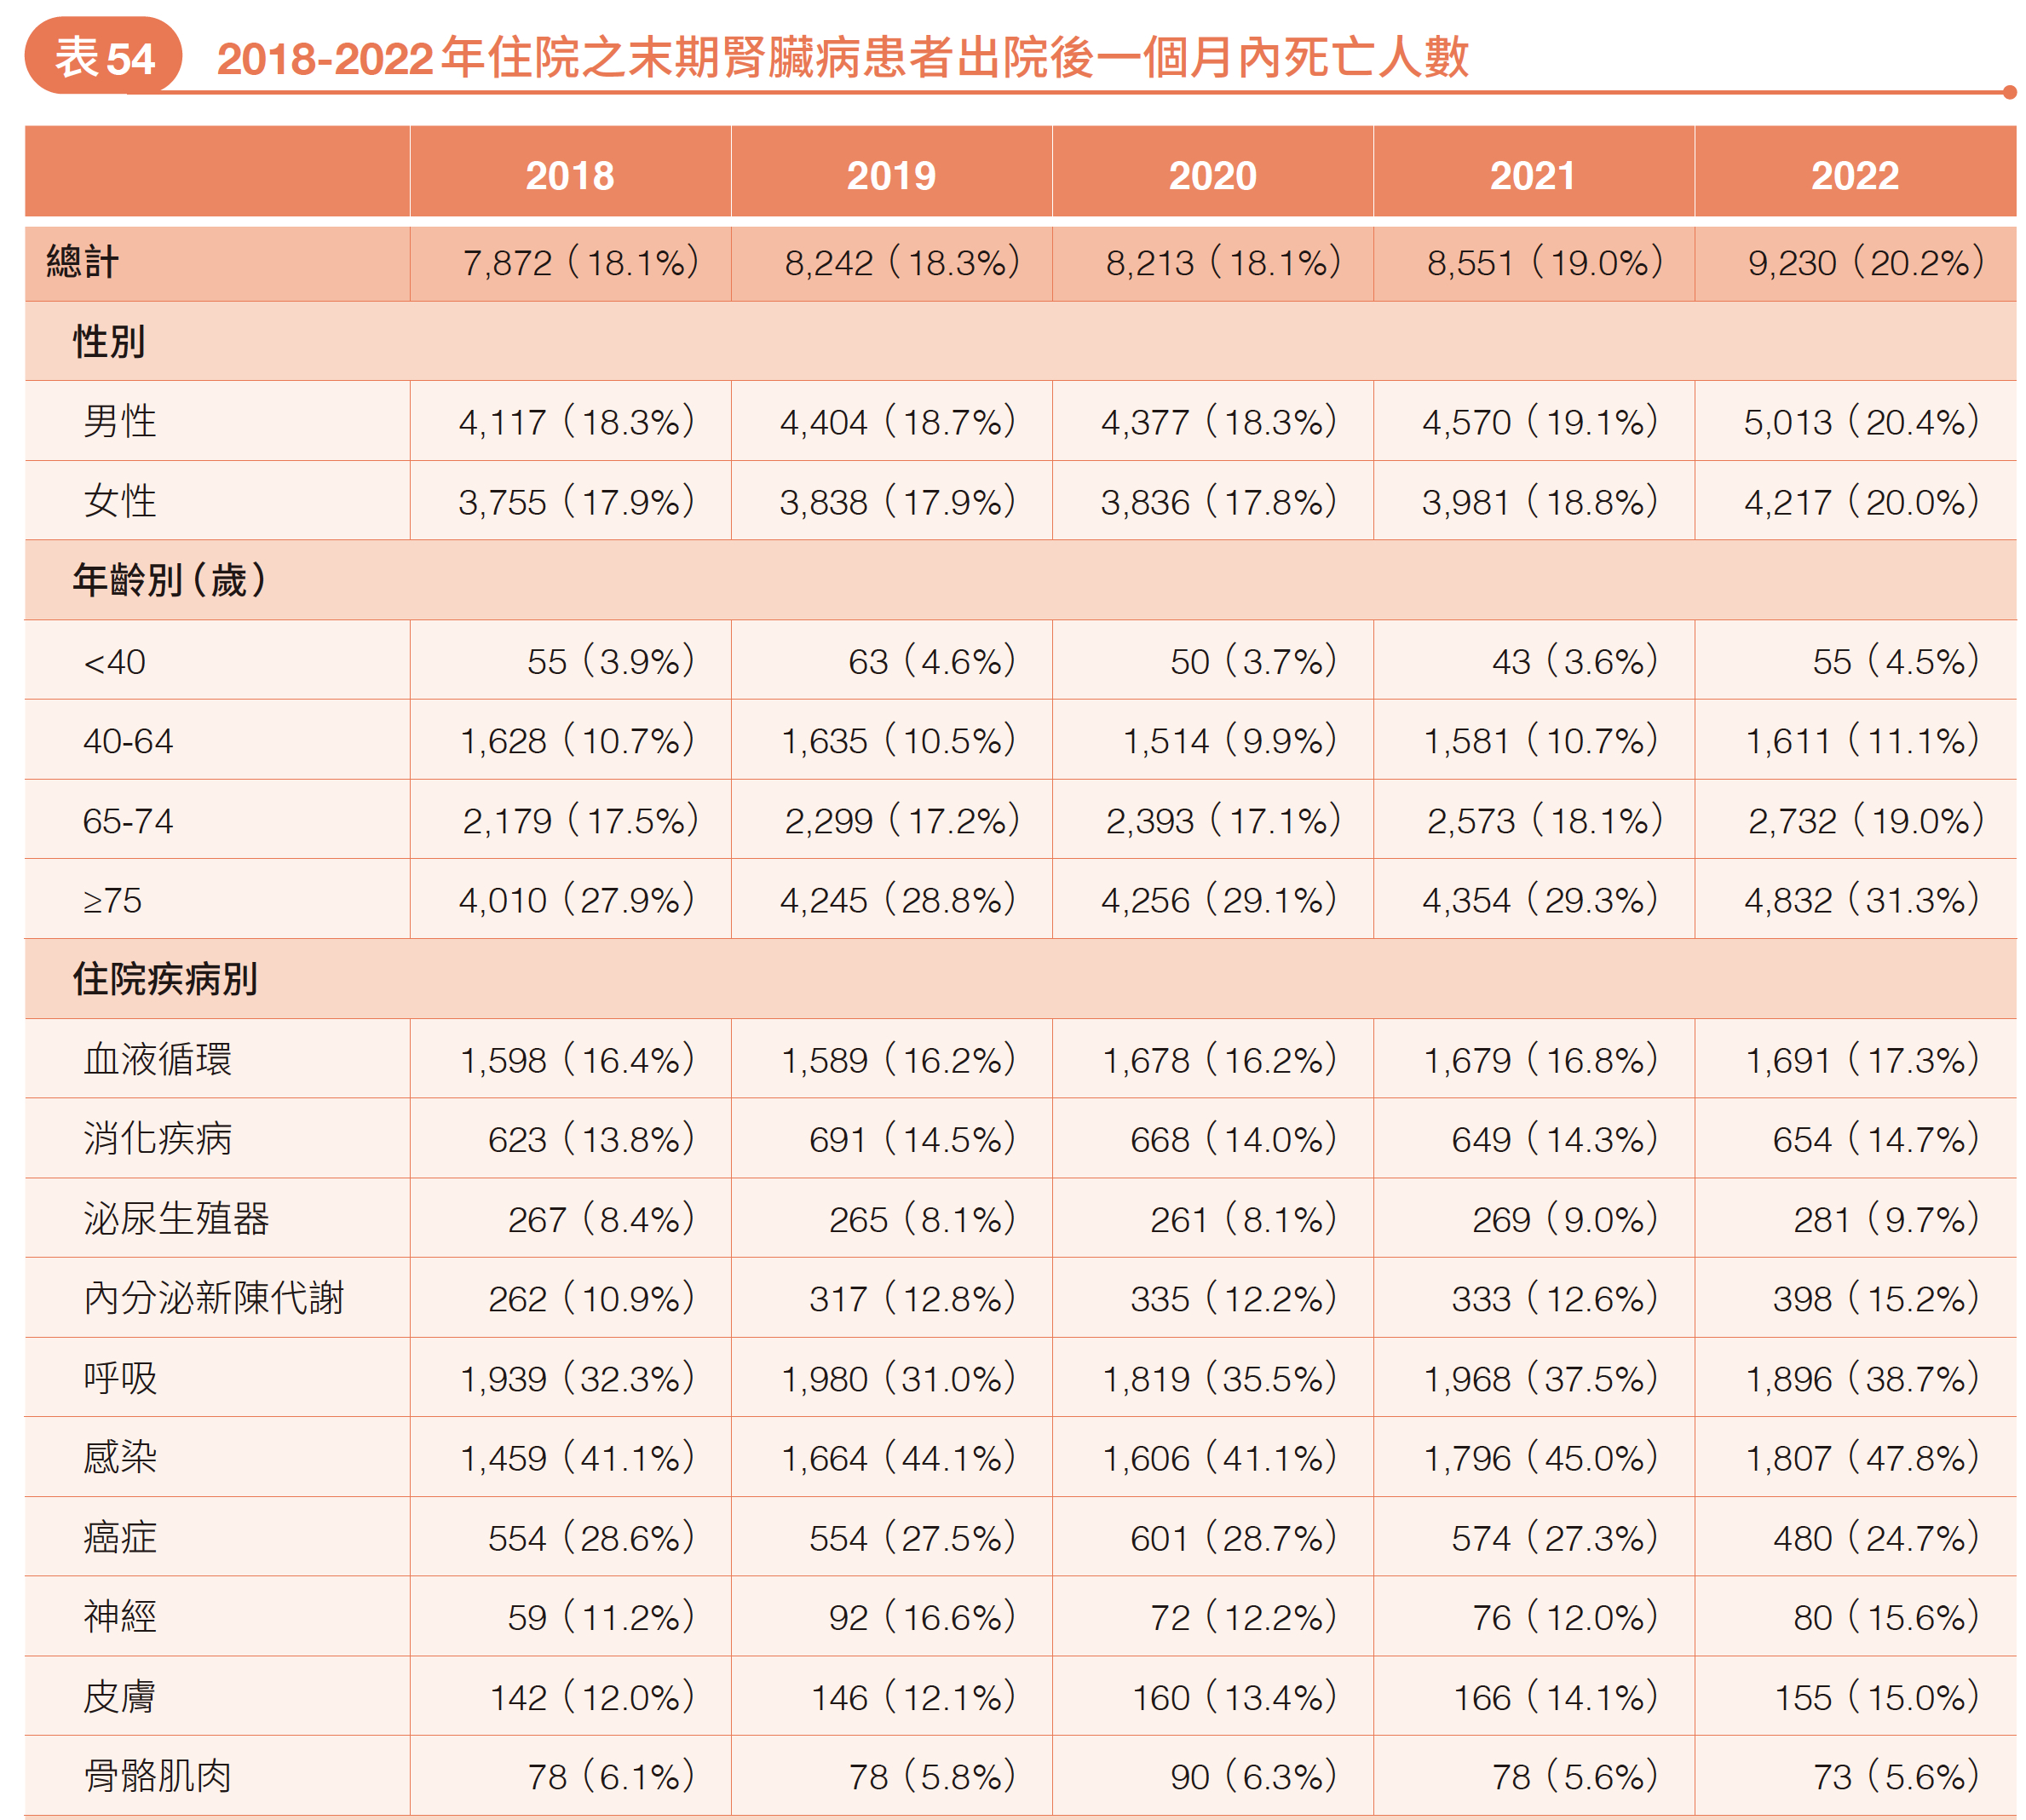 表54 2018-2022年住院之末期腎臟病患者出院後一個月內死亡人數
2018 2019 2020 2021 2022
總計 7,872（18.1%） 8,242（18.3%） 8,213（18.1%） 8,551（19.0%） 9,230（20.2%）
性別
男性 4,117（18.3%） 4,404（18.7%） 4,377（18.3%） 4,570（19.1%） 5,013（20.4%）
女性 3,755（17.9%） 3,838（17.9%） 3,836（17.8%） 3,981（18.8%） 4,217（20.0%）
年齡別（歲）
<40 55（3.9%） 63（4.6%） 50（3.7%） 43（3.6%） 55（4.5%）
40-64 1,628（10.7%） 1,635（10.5%） 1,514（9.9%） 1,581（10.7%） 1,611（11.1%）
65-74 2,179（17.5%） 2,299（17.2%） 2,393（17.1%） 2,573（18.1%） 2,732（19.0%）
≥75 4,010（27.9%） 4,245（28.8%） 4,256（29.1%） 4,354（29.3%） 4,832（31.3%）
住院疾病別
血液循環 1,598（16.4%） 1,589（16.2%） 1,678（16.2%） 1,679（16.8%） 1,691（17.3%）
消化疾病 623（13.8%） 691（14.5%） 668（14.0%） 649（14.3%） 654（14.7%）
泌尿生殖器 267（8.4%） 265（8.1%） 261（8.1%） 269（9.0%） 281（9.7%）
內分泌新陳代謝 262（10.9%） 317（12.8%） 335（12.2%） 333（12.6%） 398（15.2%）
呼吸 1,939（32.3%） 1,980（31.0%） 1,819（35.5%） 1,968（37.5%） 1,896（38.7%）
感染 1,459（41.1%） 1,664（44.1%） 1,606（41.1%） 1,796（45.0%） 1,807（47.8%）
癌症 554（28.6%） 554（27.5%） 601（28.7%） 574（27.3%） 480（24.7%）
神經 59（11.2%） 92（16.6%） 72（12.2%） 76（12.0%） 80（15.6%）
皮膚 142（12.0%） 146（12.1%） 160（13.4%） 166（14.1%） 155（15.0%）
骨骼肌肉 78（6.1%） 78（5.8%） 90（6.3%） 78（5.6%） 73（5.6%）